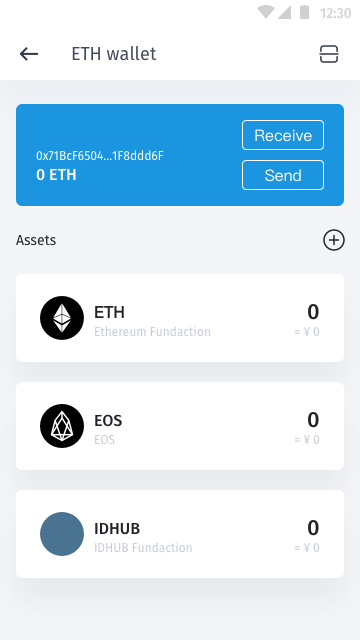 12:30
ETH wallet
Receive
0x71BcF6504...1F8ddd6F
0 ETH
Send
Assets
ETH
0
Ethereum Fundaction
≈ ¥ 0
EOS
0
EOS
≈ ¥ 0
IDHUB
0
IDHUB Fundaction
≈ ¥ 0